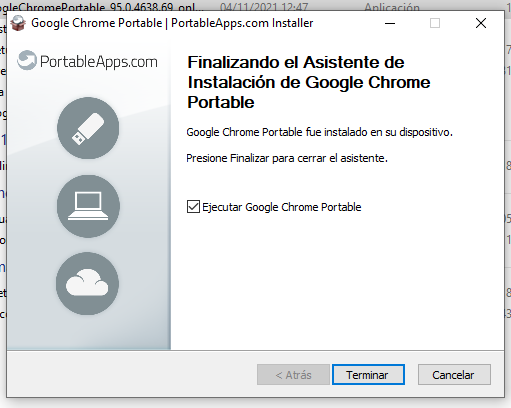 gleChromePortable_95.0.4638.69_onl... 04/11/2021 12:47 Aplicación
Google Chrome Portable | PortableApps.com Installer
PortableApps.com
Finalizando el Asistente de
Instalación de Google Chrome
Portable
Google Chrome Portable fue instalado en su dispositivo.
Presione Finalizar para cerrar el asistente.
Ejecutar Google Chrome Portable
< Atrás Terminar Cancelar